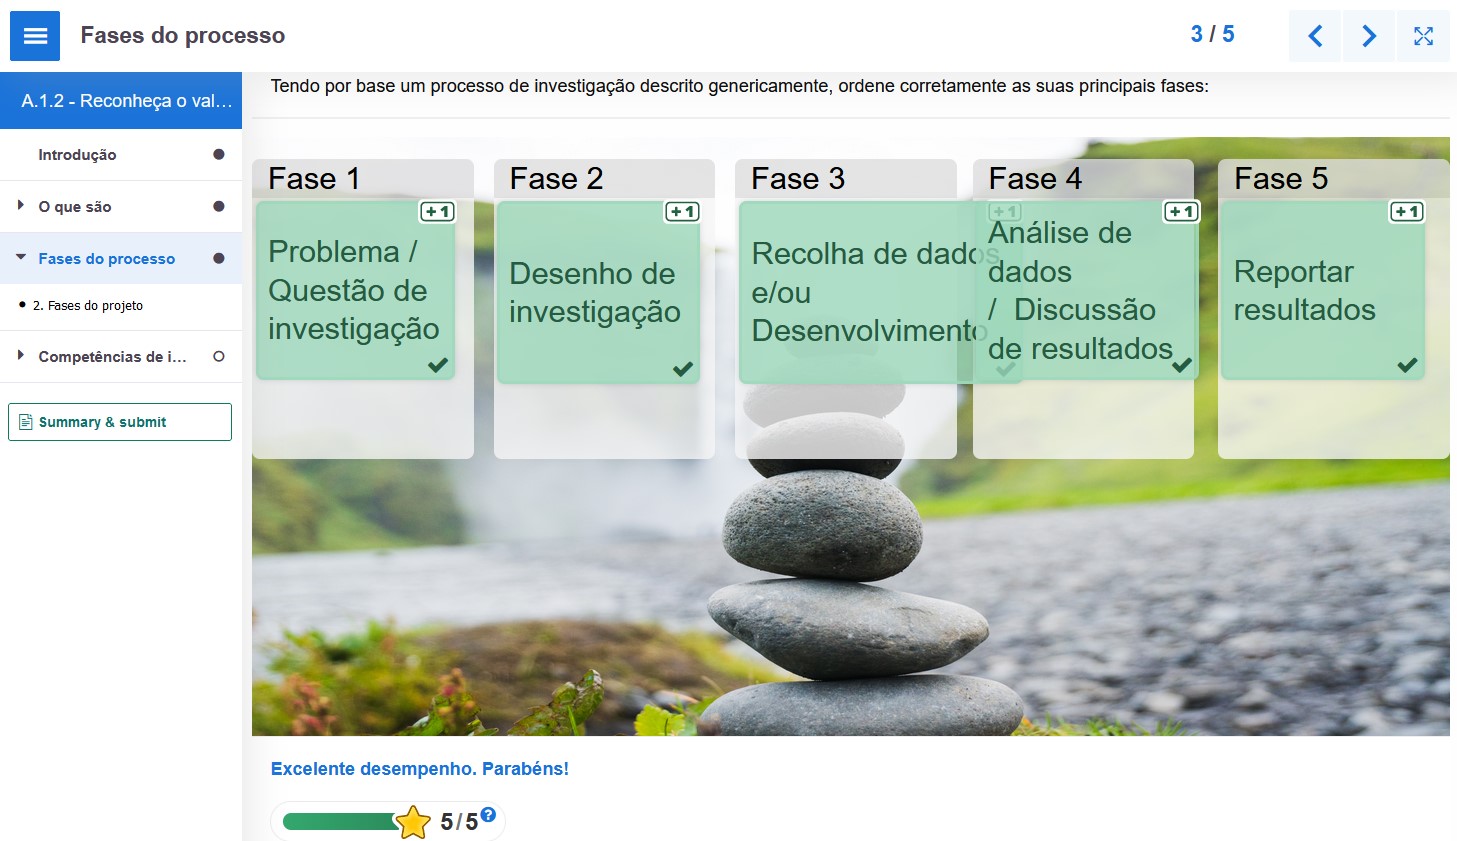 Fases do processo
3 / 5
A.1.2 - Reconheça o val...
Introdução
O que são
Fases do processo
2. Fases do projeto
Competências de i...
Summary & submit
Tendo por base um processo de investigação descrito genericamente, ordene corretamente as suas principais fases:
Fase 1
+1
Problema /
Questão de
investigação
Fase 2
+1
Desenho de
investigação
Fase 3
+1
Recolha de dados
e/ou
Desenvolvimento
Fase 4
+1
Análise de
dados
/ Discussão
de resultados
Fase 5
+1
Reportar
resultados
Excelente desempenho. Parabéns!
5/5
?